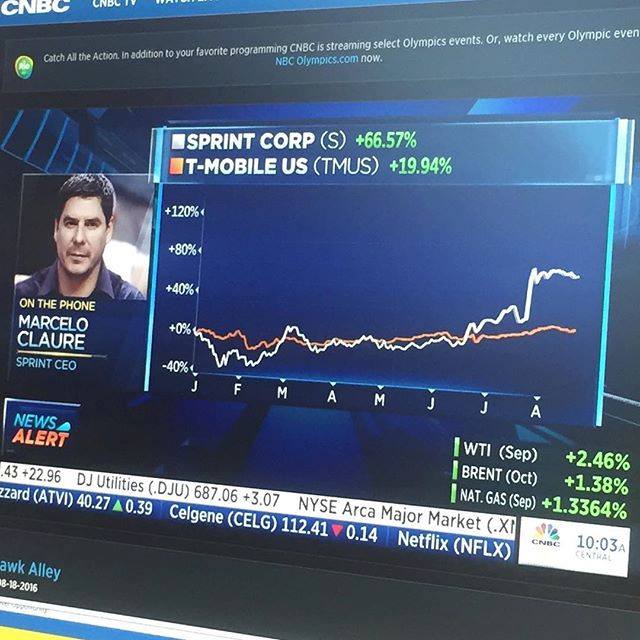 CNBC
CNBC TV
Catch All the Action. In addition to your favorite programming CNBC is streaming select Olympics events. Or, watch every Olympic even
NBC Olympics.com now.
SPRINT CORP (S) +66.57%
T-MOBILE US (TMUS) +19.94%
+120%
+80%
+40%
+0%
-40%
J F M A M J J A
ON THE PHONE
MARCELO
CLAURE
SPRINT CEO
NEWS
ALERT
WTI (Sep) +2.46%
BRENT (Oct) +1.38%
NAT. GAS (Sep) +1.3364%
.43 +22.96 DJ Utilities (.DJU) 687.06 +3.07 NYSE Arca Major Market (.XI
zzard (ATVI) 40.27 ▲ 0.39 Celgene (CELG) 112.41 ▼ 0.14 Netflix (NFLX)
CNBC
10:03A
CENTRAL
awk Alley
8-18-2016